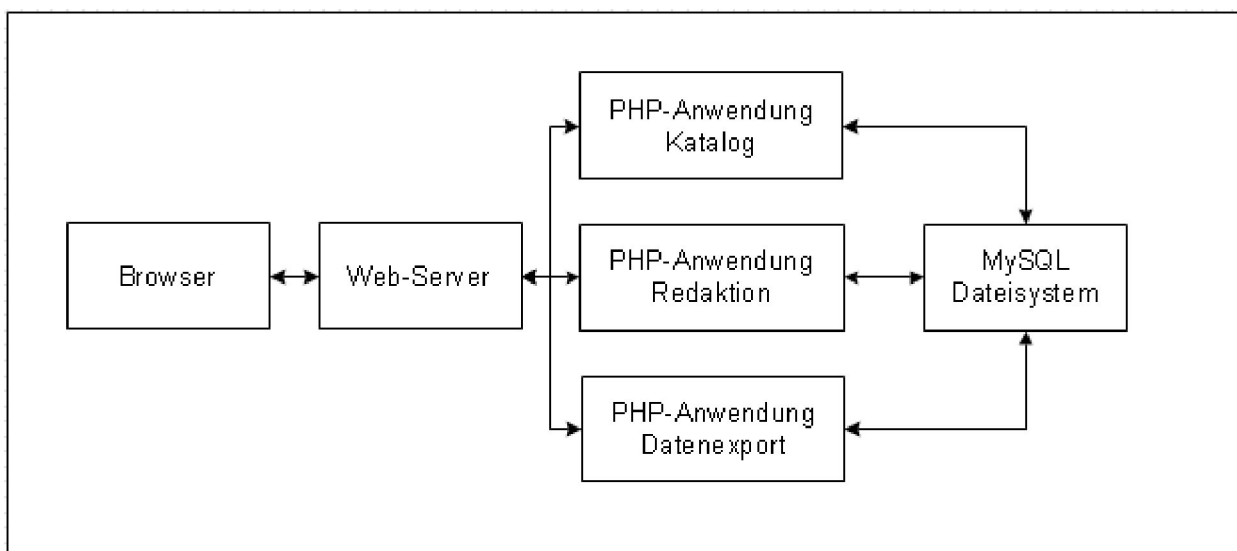 PHP-Anwendung
Katalog
Browser
Web-Server
PHP-Anwendung
Redaktion
MySQL
Dateisystem
PHP-Anwendung
Datenexport